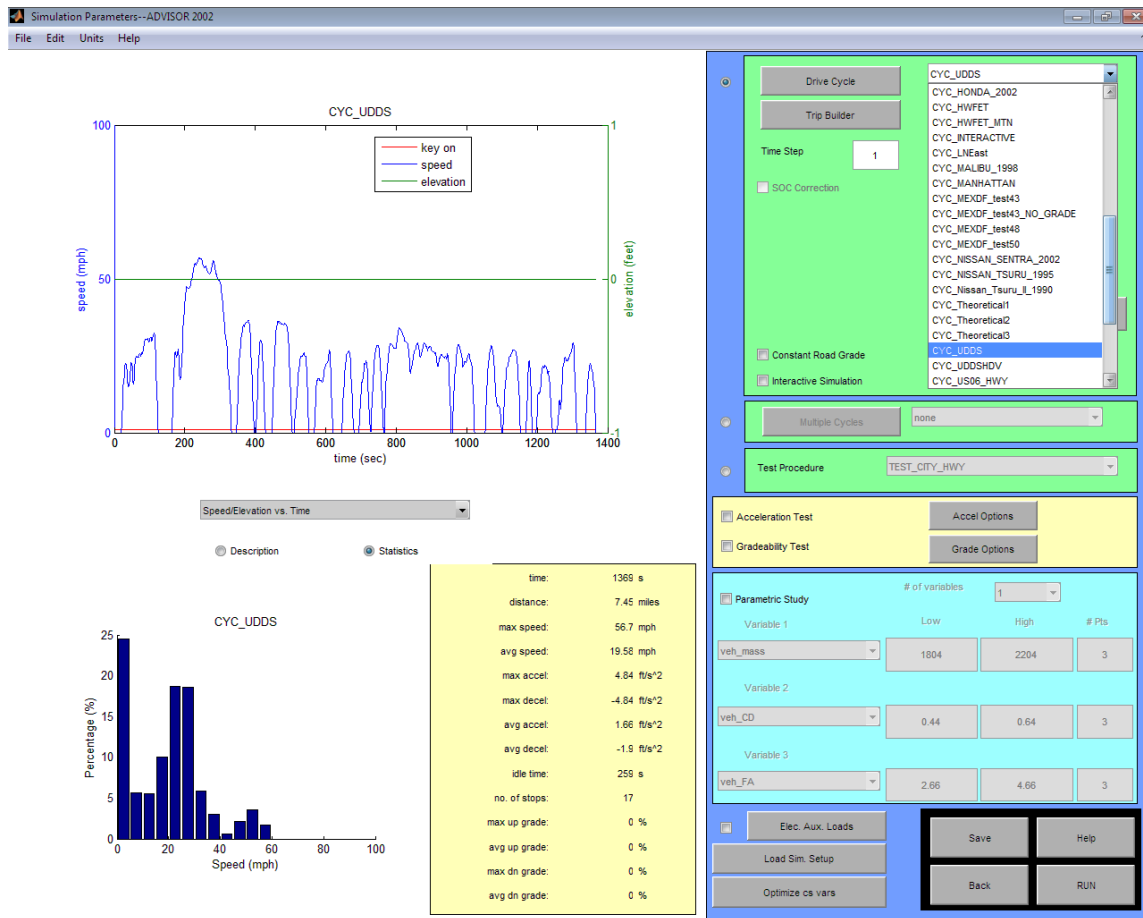 Simulation Parameters--ADVISOR 2002
File Edit Units Help
CYC_UDDS
100
50
0
speed (mph)
key on
speed
elevation
1
0
-1
elevation (feet)
0 200 400 600 800 1000 1200 1400
time (sec)
Speed/Elevation vs. Time
Description Statistics
CYC_UDDS
25
20
15
10
5
0
Percentage (%)
0 20 40 60 80 100
Speed (mph)
time: 1369 s
distance: 7.45 miles
max speed: 56.7 mph
avg speed: 19.58 mph
max accel: 4.84 ft/s^2
max decel: -4.84 ft/s^2
avg accel: 1.66 ft/s^2
avg decel: -1.9 ft/s^2
idle time: 259 s
no. of stops: 17
max up grade: 0 %
avg up grade: 0 %
max dn grade: 0 %
avg dn grade: 0 %
Drive Cycle
Trip Builder
Time Step 1
SOC Correction
Constant Road Grade
Interactive Simulation
CYC_UDDS
CYC_HONDA_2002
CYC_HWFET
CYC_HWFET_MTN
CYC_INTERACTIVE
CYC_LNEast
CYC_MALIBU_1998
CYC_MANHATTAN
CYC_MEXDF_test43
CYC_MEXDF_test43_NO_GRADE
CYC_MEXDF_test48
CYC_MEXDF_test50
CYC_NISSAN_SENTRA_2002
CYC_NISSAN_TSURU_1995
CYC_Nissan_Tsuru_II_1990
CYC_Theoretical1
CYC_Theoretical2
CYC_Theoretical3
CYC_UDDS
CYC_UDDSHDV
CYC_US06_HWY
Multiple Cycles none
Test Procedure TEST_CITY_HWY
Acceleration Test Accel Options
Gradeability Test Grade Options
Parametric Study # of variables 1
Variable 1 Low High # Pts
veh_mass 1804 2204 3
Variable 2
veh_CD 0.44 0.64 3
Variable 3
veh_FA 2.66 4.66 3
Elec. Aux. Loads
Load Sim. Setup
Optimize cs vars
Save Help
Back RUN